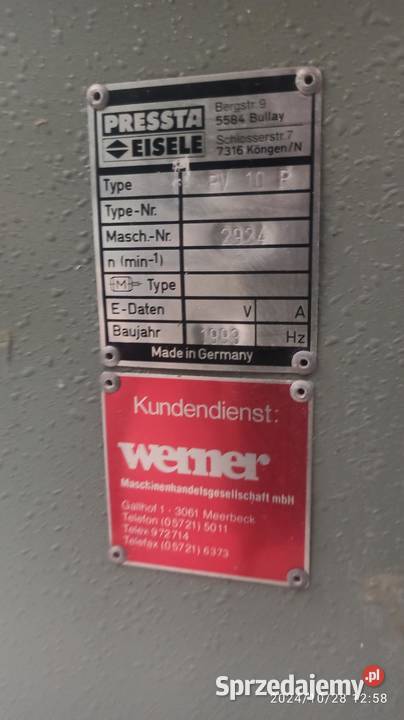 PRESSTA
EISELE
Bergstr. 9
5584 Bullay
Schlosserstr. 7
7316 Köngen/N
Type PV 10 P
Type-Nr.
Masch.-Nr. 2924
n (min-1)
M Type
E-Daten V A
Baujahr 1993 Hz
Made in Germany
Kundendienst:
werner
Maschinenhandelsgesellschaft mbH
Gallhof 1 · 3061 Meerbeck
Telefon (05721) 5011
Telex 972714
Telefax (05721) 6373
Sprzedajemy.pl
2024/10/28 12:58